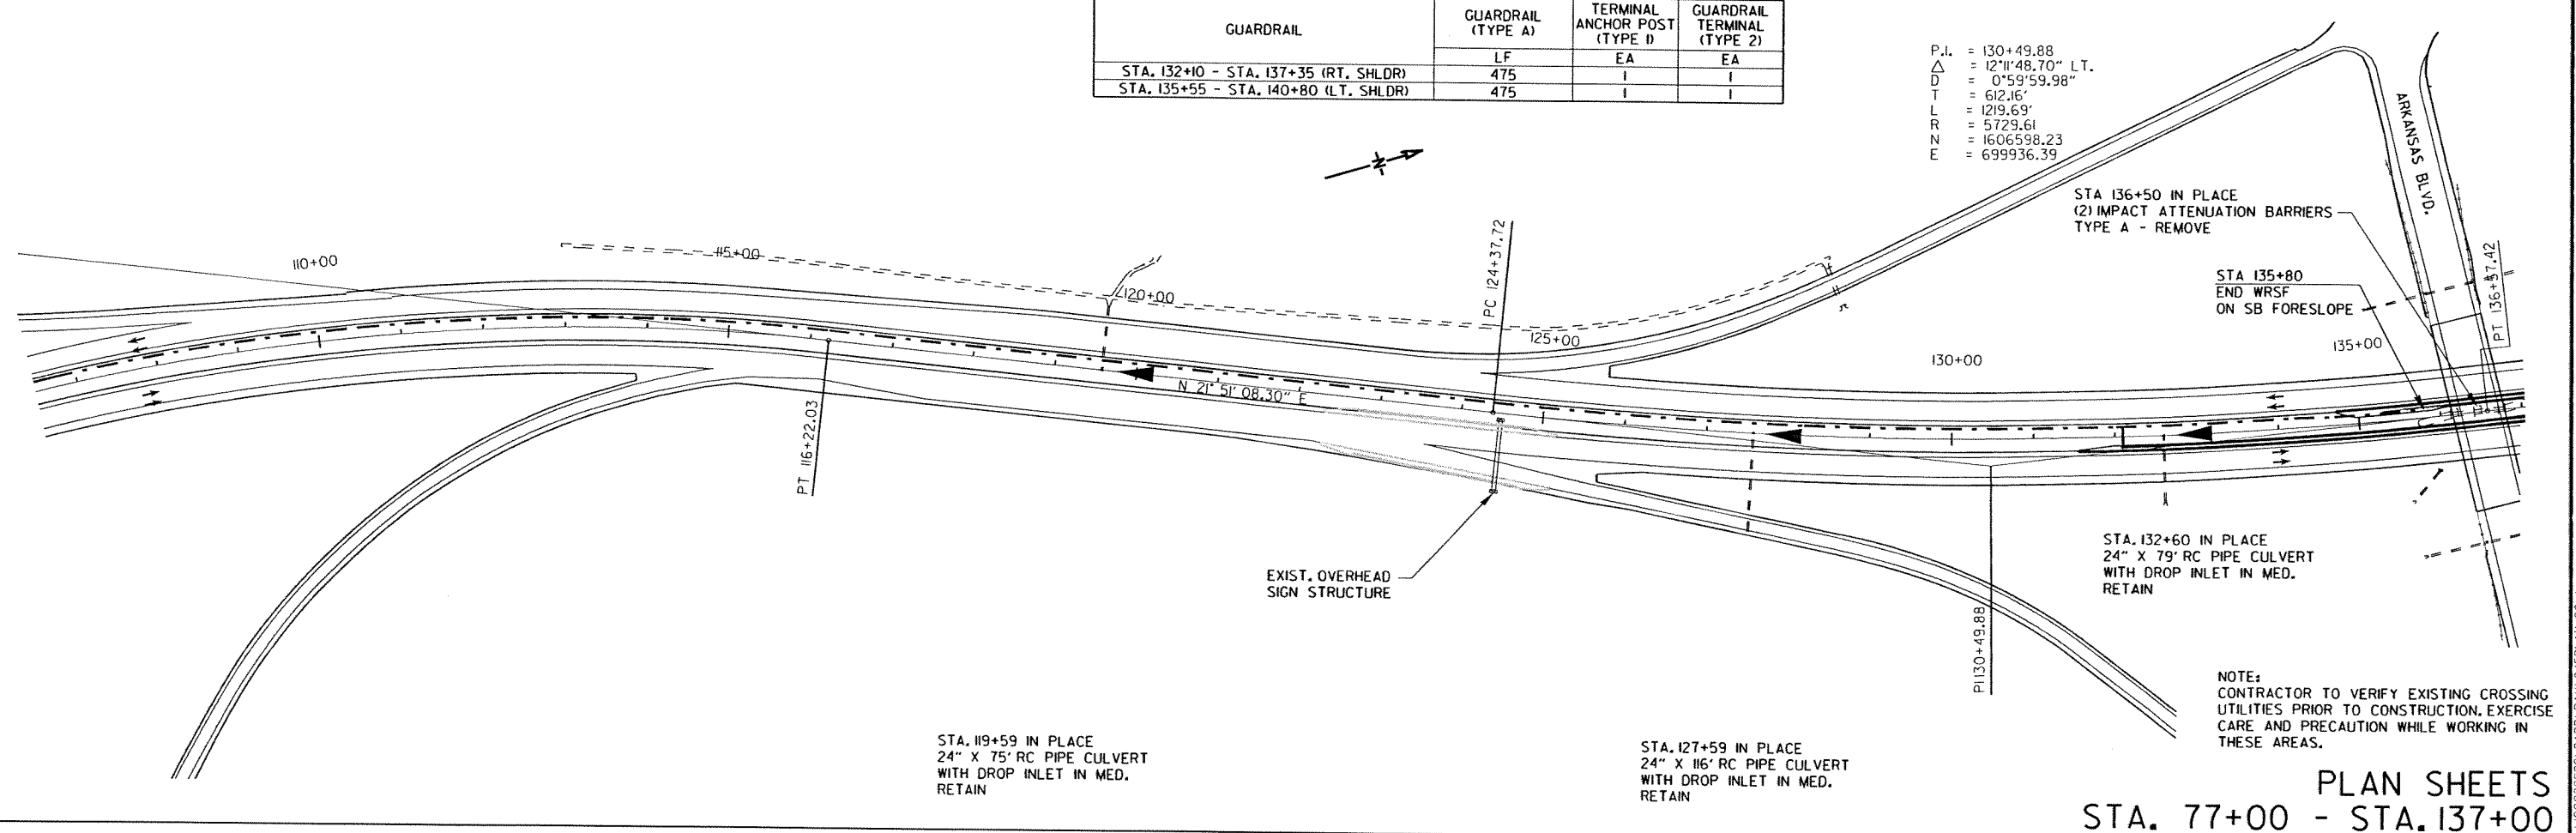 GUARDRAIL
GUARDRAIL (TYPE A)
TERMINAL ANCHOR POST (TYPE 1)
GUARDRAIL TERMINAL (TYPE 2)
LF EA EA
STA. 132+10 - STA. 137+35 (RT. SHLDR) 475 1 1
STA. 135+55 - STA. 140+80 (LT. SHLDR) 475 1 1
P.I. = 130+49.88
Δ = 12°11'48.70" LT.
D = 0°59'59.98"
T = 612.16'
L = 1219.69'
R = 5729.61
N = 1606598.23
E = 699936.39
N
ARKANSAS BLVD.
STA 136+50 IN PLACE
(2) IMPACT ATTENUATION BARRIERS
TYPE A - REMOVE
STA 135+80
END WRSF
ON SB FORESLOPE
PT 136+57.42
110+00
115+00
120+00
PC 124+37.72
125+00
130+00
135+00
N 21° 51' 08.30" E
PT 116+22.03
EXIST. OVERHEAD
SIGN STRUCTURE
PI 130+49.88
STA. 132+60 IN PLACE
24" X 79' RC PIPE CULVERT
WITH DROP INLET IN MED.
RETAIN
STA. 119+59 IN PLACE
24" X 75' RC PIPE CULVERT
WITH DROP INLET IN MED.
RETAIN
STA. 127+59 IN PLACE
24" X 116' RC PIPE CULVERT
WITH DROP INLET IN MED.
RETAIN
NOTE:
CONTRACTOR TO VERIFY EXISTING CROSSING
UTILITIES PRIOR TO CONSTRUCTION. EXERCISE
CARE AND PRECAUTION WHILE WORKING IN
THESE AREAS.
PLAN SHEETS
STA. 77+00 - STA. 137+00